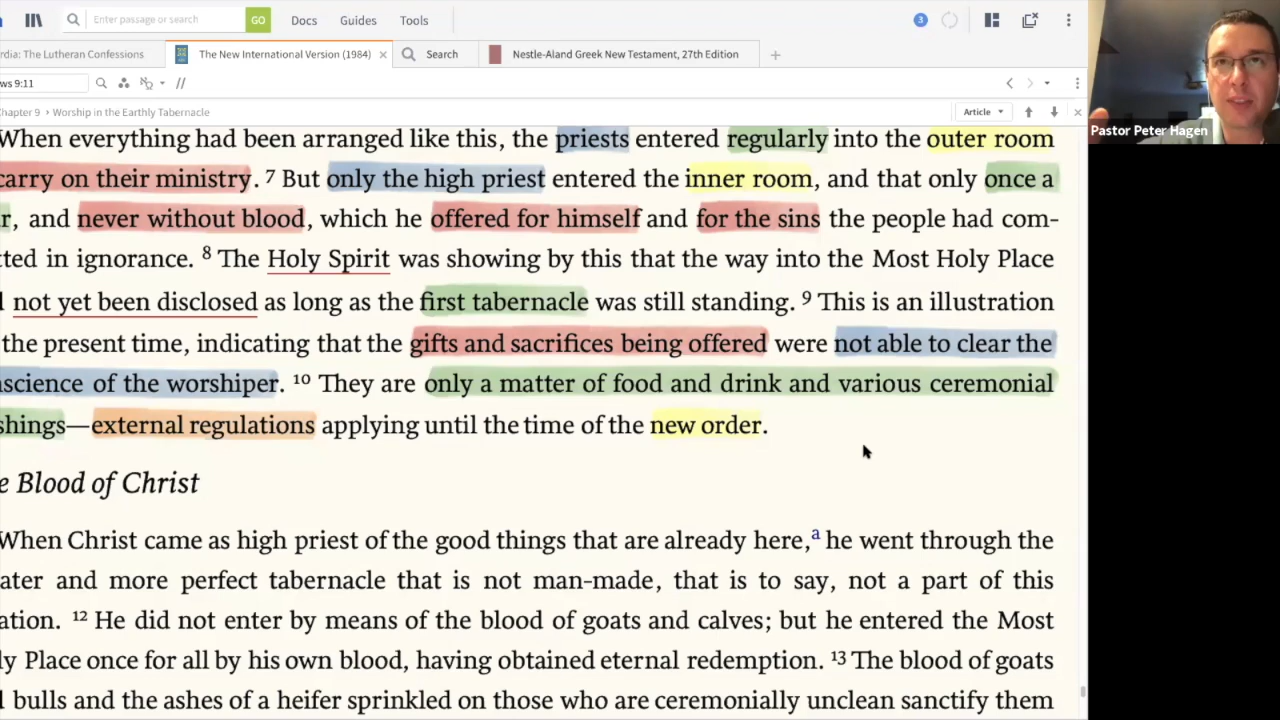 Enter passage or search GO Docs Guides Tools 3
rdia: The Lutheran Confessions The New International Version (1984) × Search Nestle-Aland Greek New Testament, 27th Edition +
ws 9:11 //
hapter 9 › Worship in the Earthly Tabernacle Article
Pastor Peter Hagen
When everything had been arranged like this, the priests entered regularly into the outer room
carry on their ministry. 7 But only the high priest entered the inner room, and that only once a
r, and never without blood, which he offered for himself and for the sins the people had com-
tted in ignorance. 8 The Holy Spirit was showing by this that the way into the Most Holy Place
not yet been disclosed as long as the first tabernacle was still standing. 9 This is an illustration
the present time, indicating that the gifts and sacrifices being offered were not able to clear the
science of the worshiper. 10 They are only a matter of food and drink and various ceremonial
shings—external regulations applying until the time of the new order.
e Blood of Christ
When Christ came as high priest of the good things that are already here,a he went through the
ater and more perfect tabernacle that is not man-made, that is to say, not a part of this
ation. 12 He did not enter by means of the blood of goats and calves; but he entered the Most
ly Place once for all by his own blood, having obtained eternal redemption. 13 The blood of goats
bulls and the ashes of a heifer sprinkled on those who are ceremonially unclean sanctify them